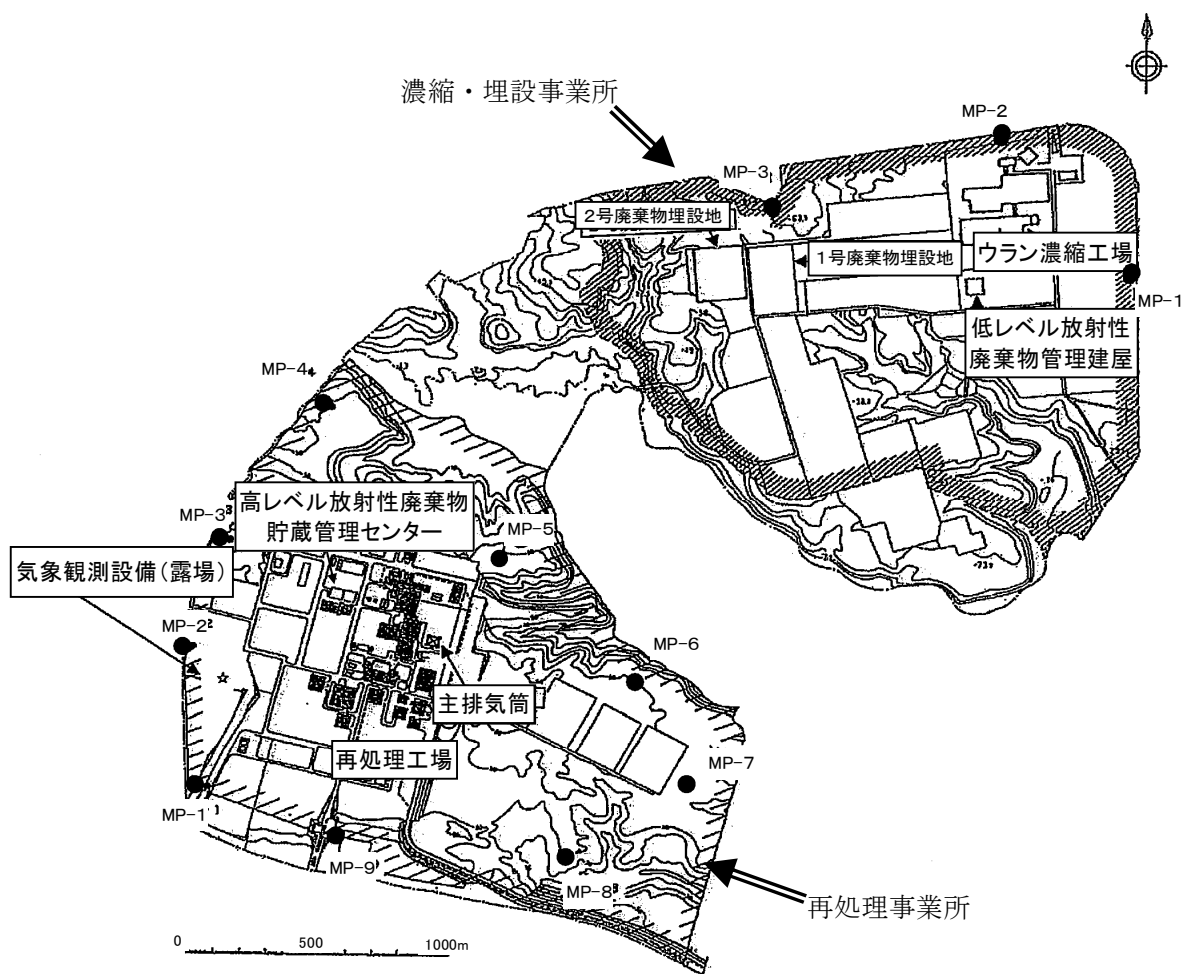 濃縮・埋設事業所
MP-2
MP-3
2号廃棄物埋設地
1号廃棄物埋設地
ウラン濃縮工場
MP-1
低レベル放射性
廃棄物管理建屋
MP-4
高レベル放射性廃棄物
貯蔵管理センター
MP-3
MP-5
気象観測設備(露場)
MP-2
MP-6
主排気筒
再処理工場
MP-7
MP-1
MP-9
MP-8
再処理事業所
0 500 1000m